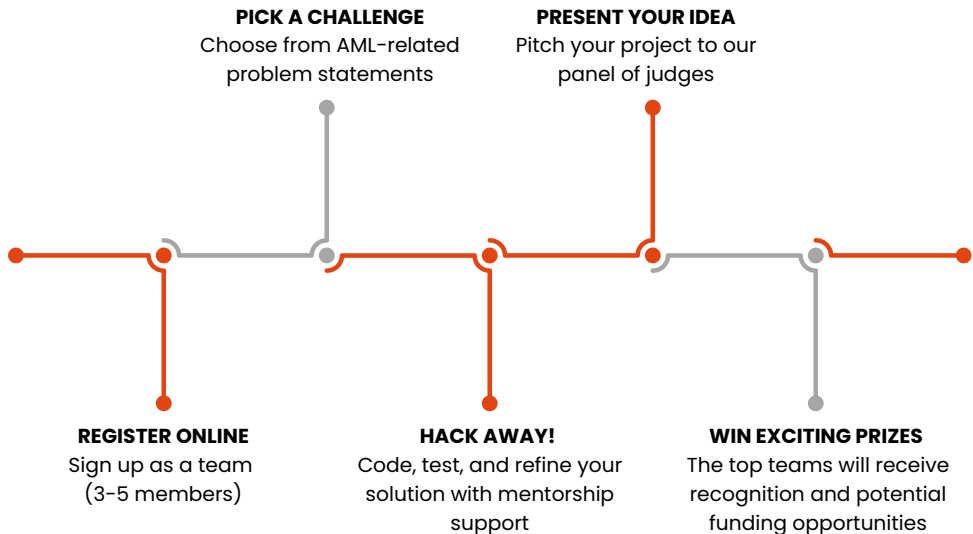 PICK A CHALLENGE
Choose from AML-related
problem statements
PRESENT YOUR IDEA
Pitch your project to our
panel of judges
REGISTER ONLINE
Sign up as a team
(3-5 members)
HACK AWAY!
Code, test, and refine your
solution with mentorship
support
WIN EXCITING PRIZES
The top teams will receive
recognition and potential
funding opportunities